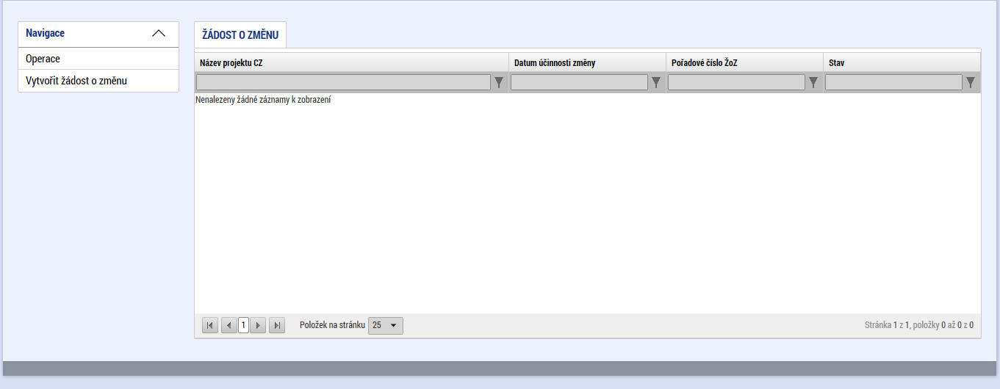 Navigace
Operace
Vytvořit žádost o změnu
ŽÁDOST O ZMĚNU
Název projektu CZ Datum účinnosti změny Pořadové číslo ŽoZ Stav
Nenalezeny žádné záznamy k zobrazení
1 Položek na stránku 25 Stránka 1 z 1, položky 0 až 0 z 0